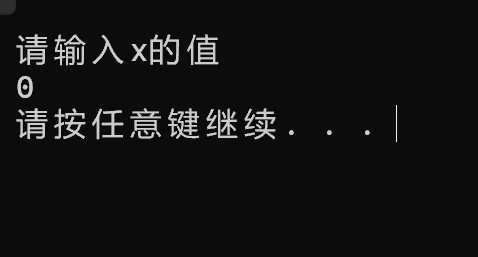 请输入x的值
0
请按任意键继续. . .